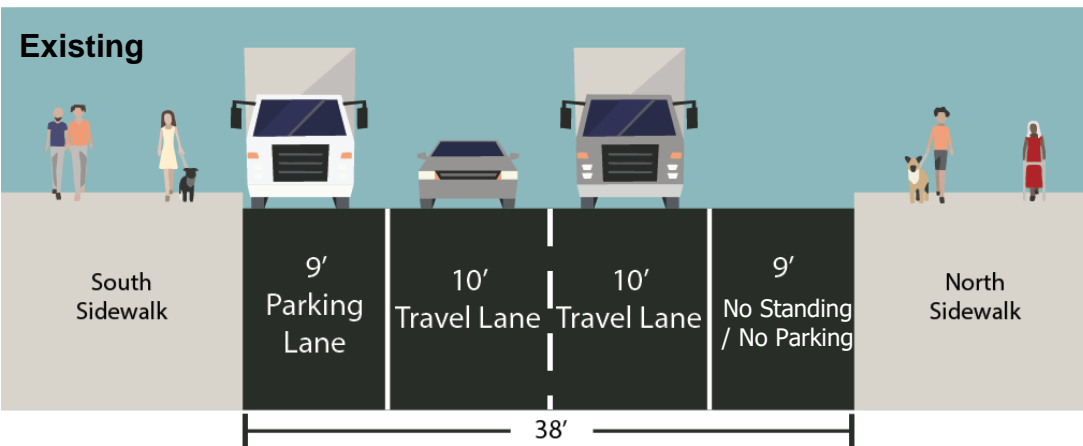 Existing
South
Sidewalk
9’
Parking
Lane
10’
Travel Lane
10’
Travel Lane
9’
No Standing
/ No Parking
North
Sidewalk
38’